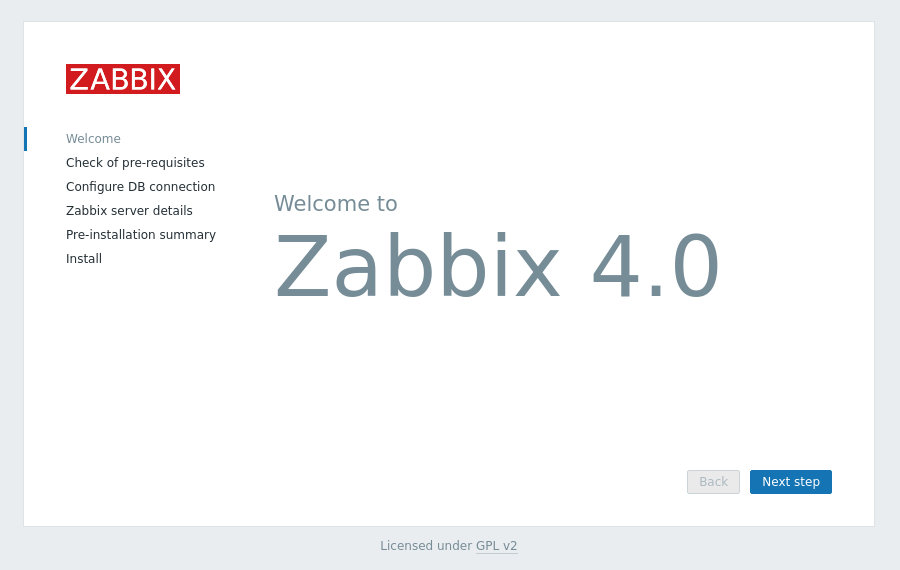 ZABBIX
Welcome
Check of pre-requisites
Configure DB connection
Zabbix server details
Pre-installation summary
Install
Welcome to
Zabbix 4.0
Back
Next step
Licensed under GPL v2